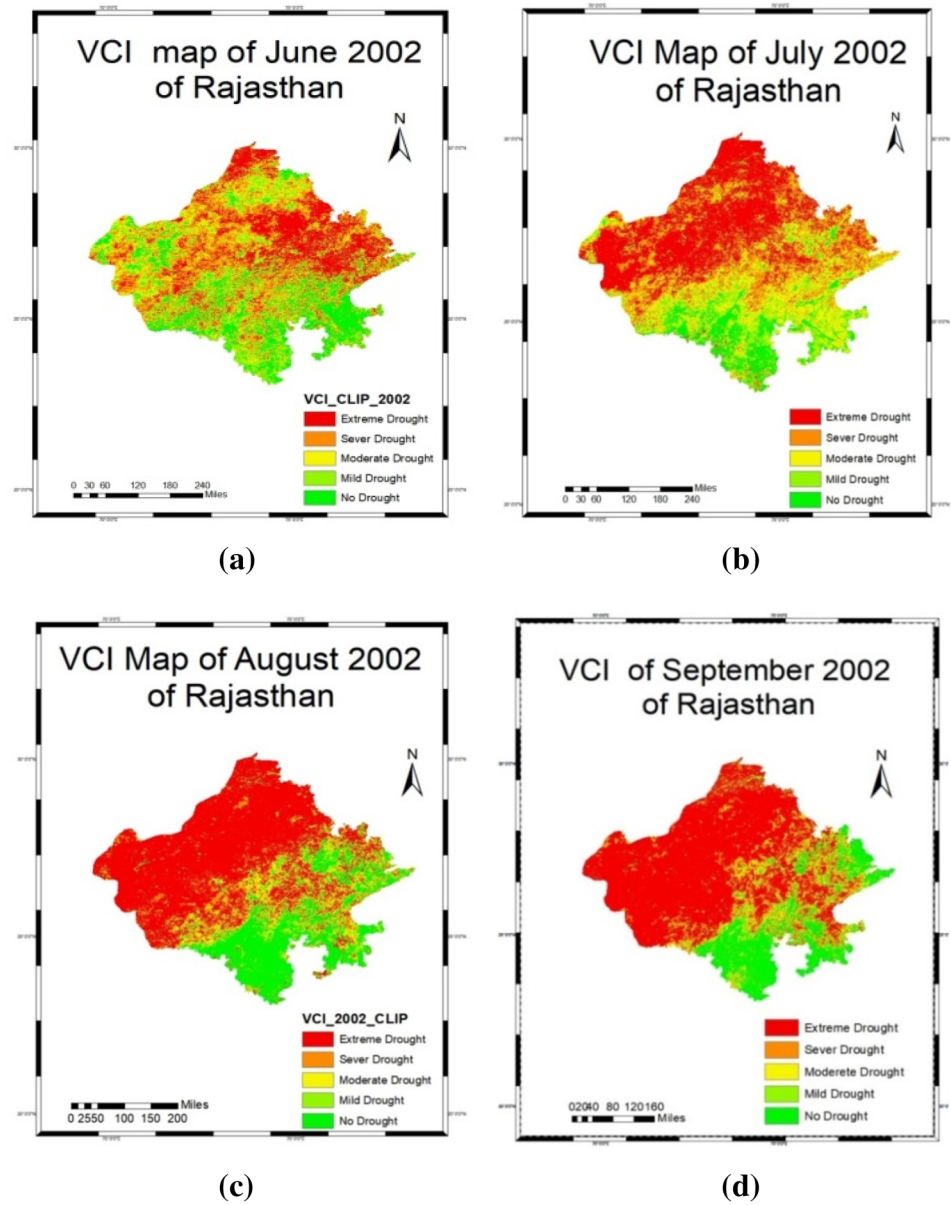 VCI map of June 2002
of Rajasthan
N
VCI_CLIP_2002
Extreme Drought
Sever Drought
Moderate Drought
Mild Drought
No Drought
0 30 60 120 180 240
Miles
(a)
VCI Map of July 2002
of Rajasthan
N
Extreme Drought
Sever Drought
Moderate Drought
Mild Drought
No Drought
0 30 60 120 180 240
Miles
(b)
VCI Map of August 2002
of Rajasthan
N
VCI_2002_CLIP
Extreme Drought
Sever Drought
Moderate Drought
Mild Drought
No Drought
Miles
0 2550 100 150 200
(c)
VCI of September 2002
of Rajasthan
N
Extreme Drought
Sever Drought
Moderete Drought
Mild Drought
No Drought
02040 80 120160
Miles
(d)